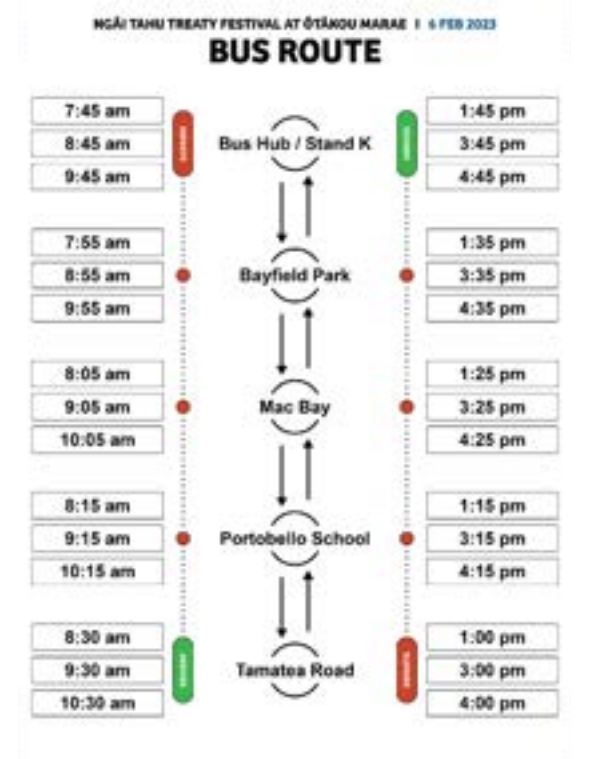 NGĀI TAHU TREATY FESTIVAL AT ŌTĀKOU MARAE | 6 FEB 2023
BUS ROUTE
7:45 am
8:45 am
9:45 am
Bus Hub / Stand K
1:45 pm
3:45 pm
4:45 pm
7:55 am
8:55 am
9:55 am
Bayfield Park
1:35 pm
3:35 pm
4:35 pm
8:05 am
9:05 am
10:05 am
Mac Bay
1:25 pm
3:25 pm
4:25 pm
8:15 am
9:15 am
10:15 am
Portobello School
1:15 pm
3:15 pm
4:15 pm
8:30 am
9:30 am
10:30 am
Tamatea Road
1:00 pm
3:00 pm
4:00 pm